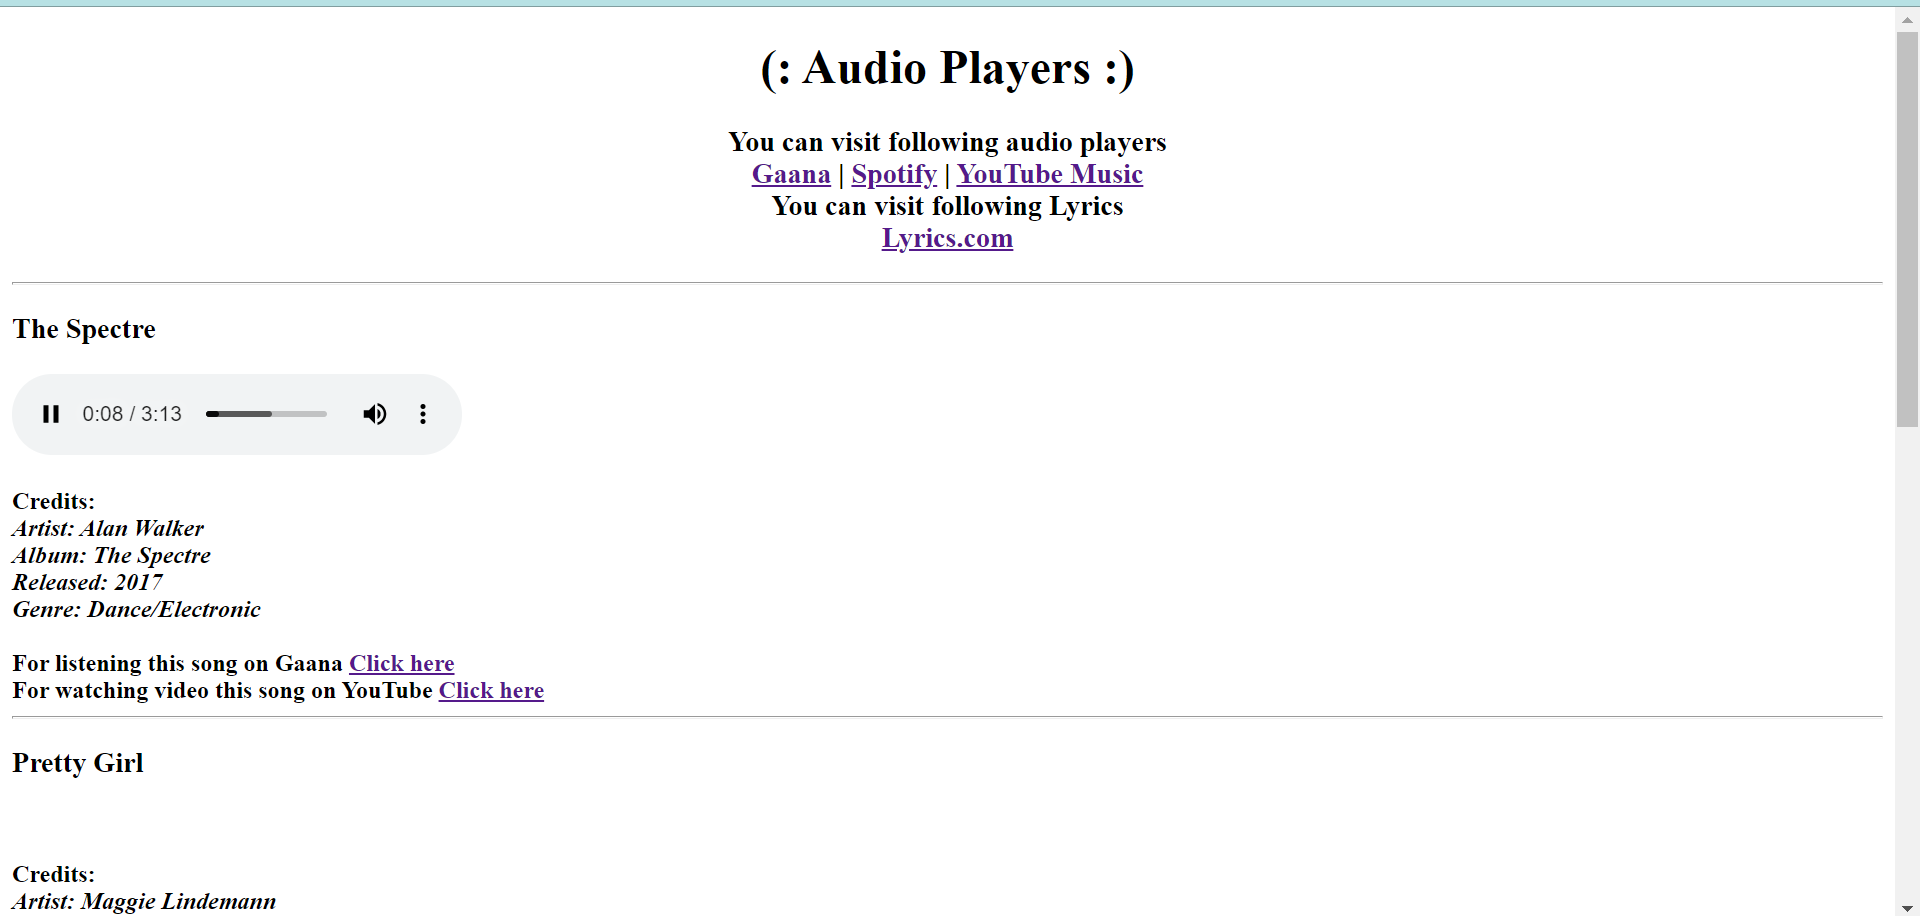 (: Audio Players :)
You can visit following audio players
Gaana | Spotify | YouTube Music
You can visit following Lyrics
Lyrics.com
The Spectre
0:08 / 3:13
Credits:
Artist: Alan Walker
Album: The Spectre
Released: 2017
Genre: Dance/Electronic
For listening this song on Gaana Click here
For watching video this song on YouTube Click here
Pretty Girl
Credits:
Artist: Maggie Lindemann